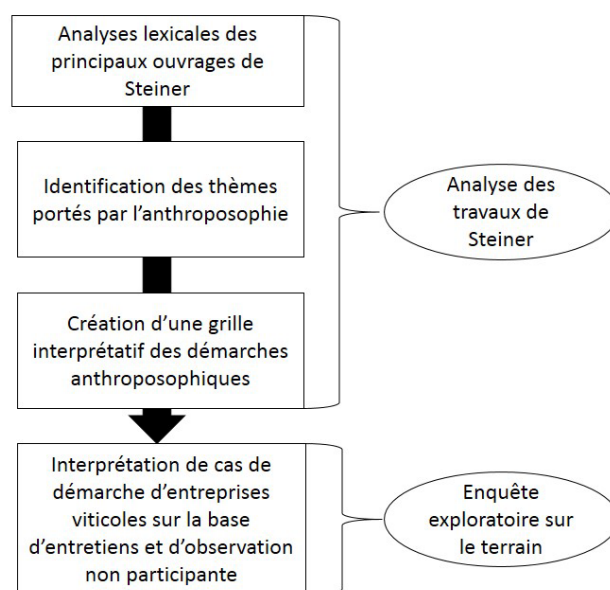 Analyses lexicales des
principaux ouvrages de
Steiner
Identification des thèmes
portés par l'anthroposophie
Création d'une grille
interprétatif des démarches
anthroposophiques
Analyse des
travaux de
Steiner
Interprétation de cas de
démarche d'entreprises
viticoles sur la base
d'entretiens et d'observation
non participante
Enquête
exploratoire sur
le terrain